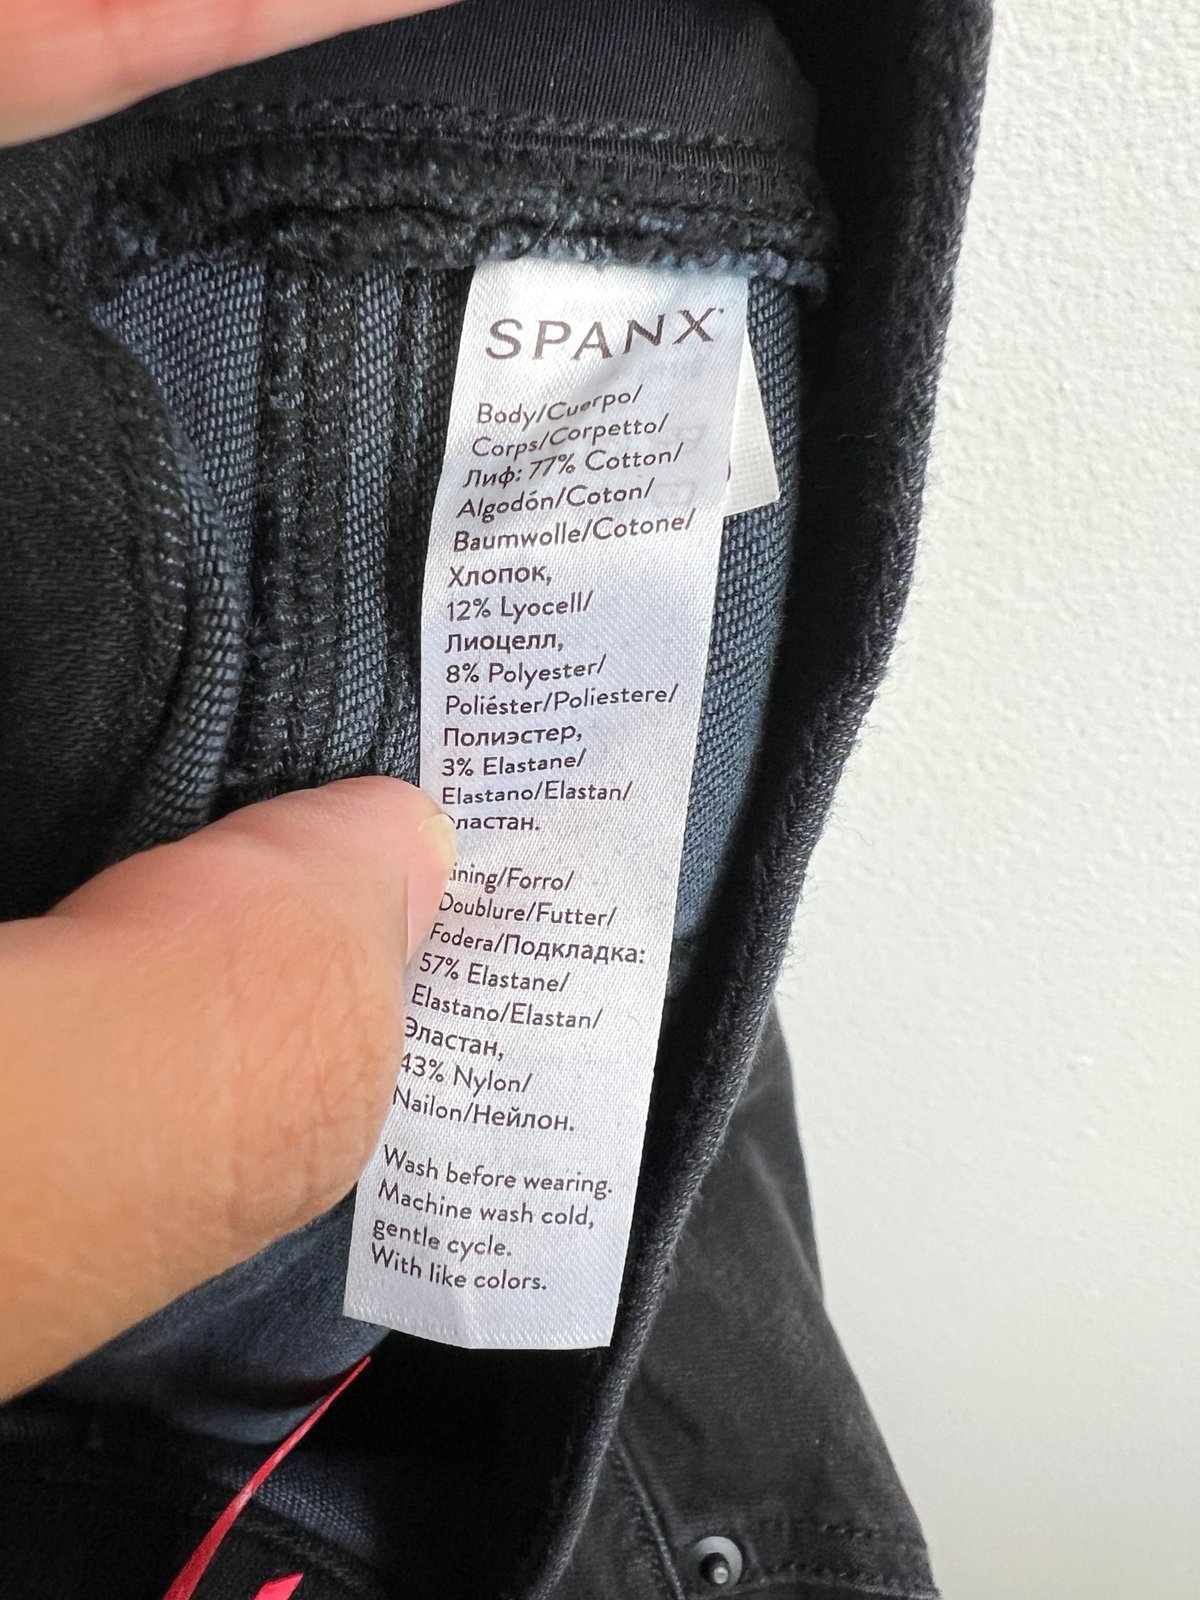 SPANX
Body/Cuerpo/
Corps/Corpetto/
Лиф: 77% Cotton/
Algodón/Coton/
Baumwolle/Cotone/
Хлопок,
12% Lyocell/
Лиоцелл,
8% Polyester/
Poliéster/Poliestere/
Полиэстер,
3% Elastane/
Elastano/Elastan/
ластан.
ining/Forro/
Doublure/Futter/
Fodera/Подкладка:
57% Elastane/
Elastano/Elastan/
Эластан,
43% Nylon/
Nailon/Нейлон.
Wash before wearing.
Machine wash cold,
gentle cycle.
With like colors.